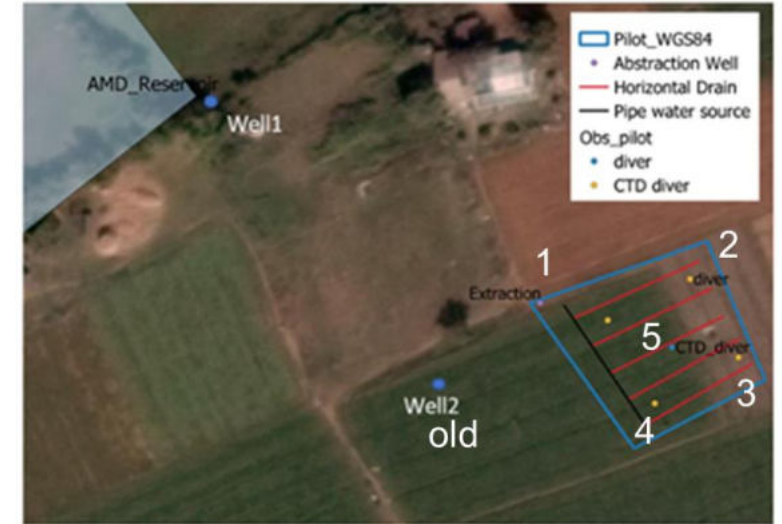 Pilot_WGS84
Abstraction Well
Horizontal Drain
Pipe water source
Obs_pilot
diver
CTD diver
AMD_Reservoir
Well1
1
2
Extraction
diver
5
CTD_diver
3
Well2
old
4